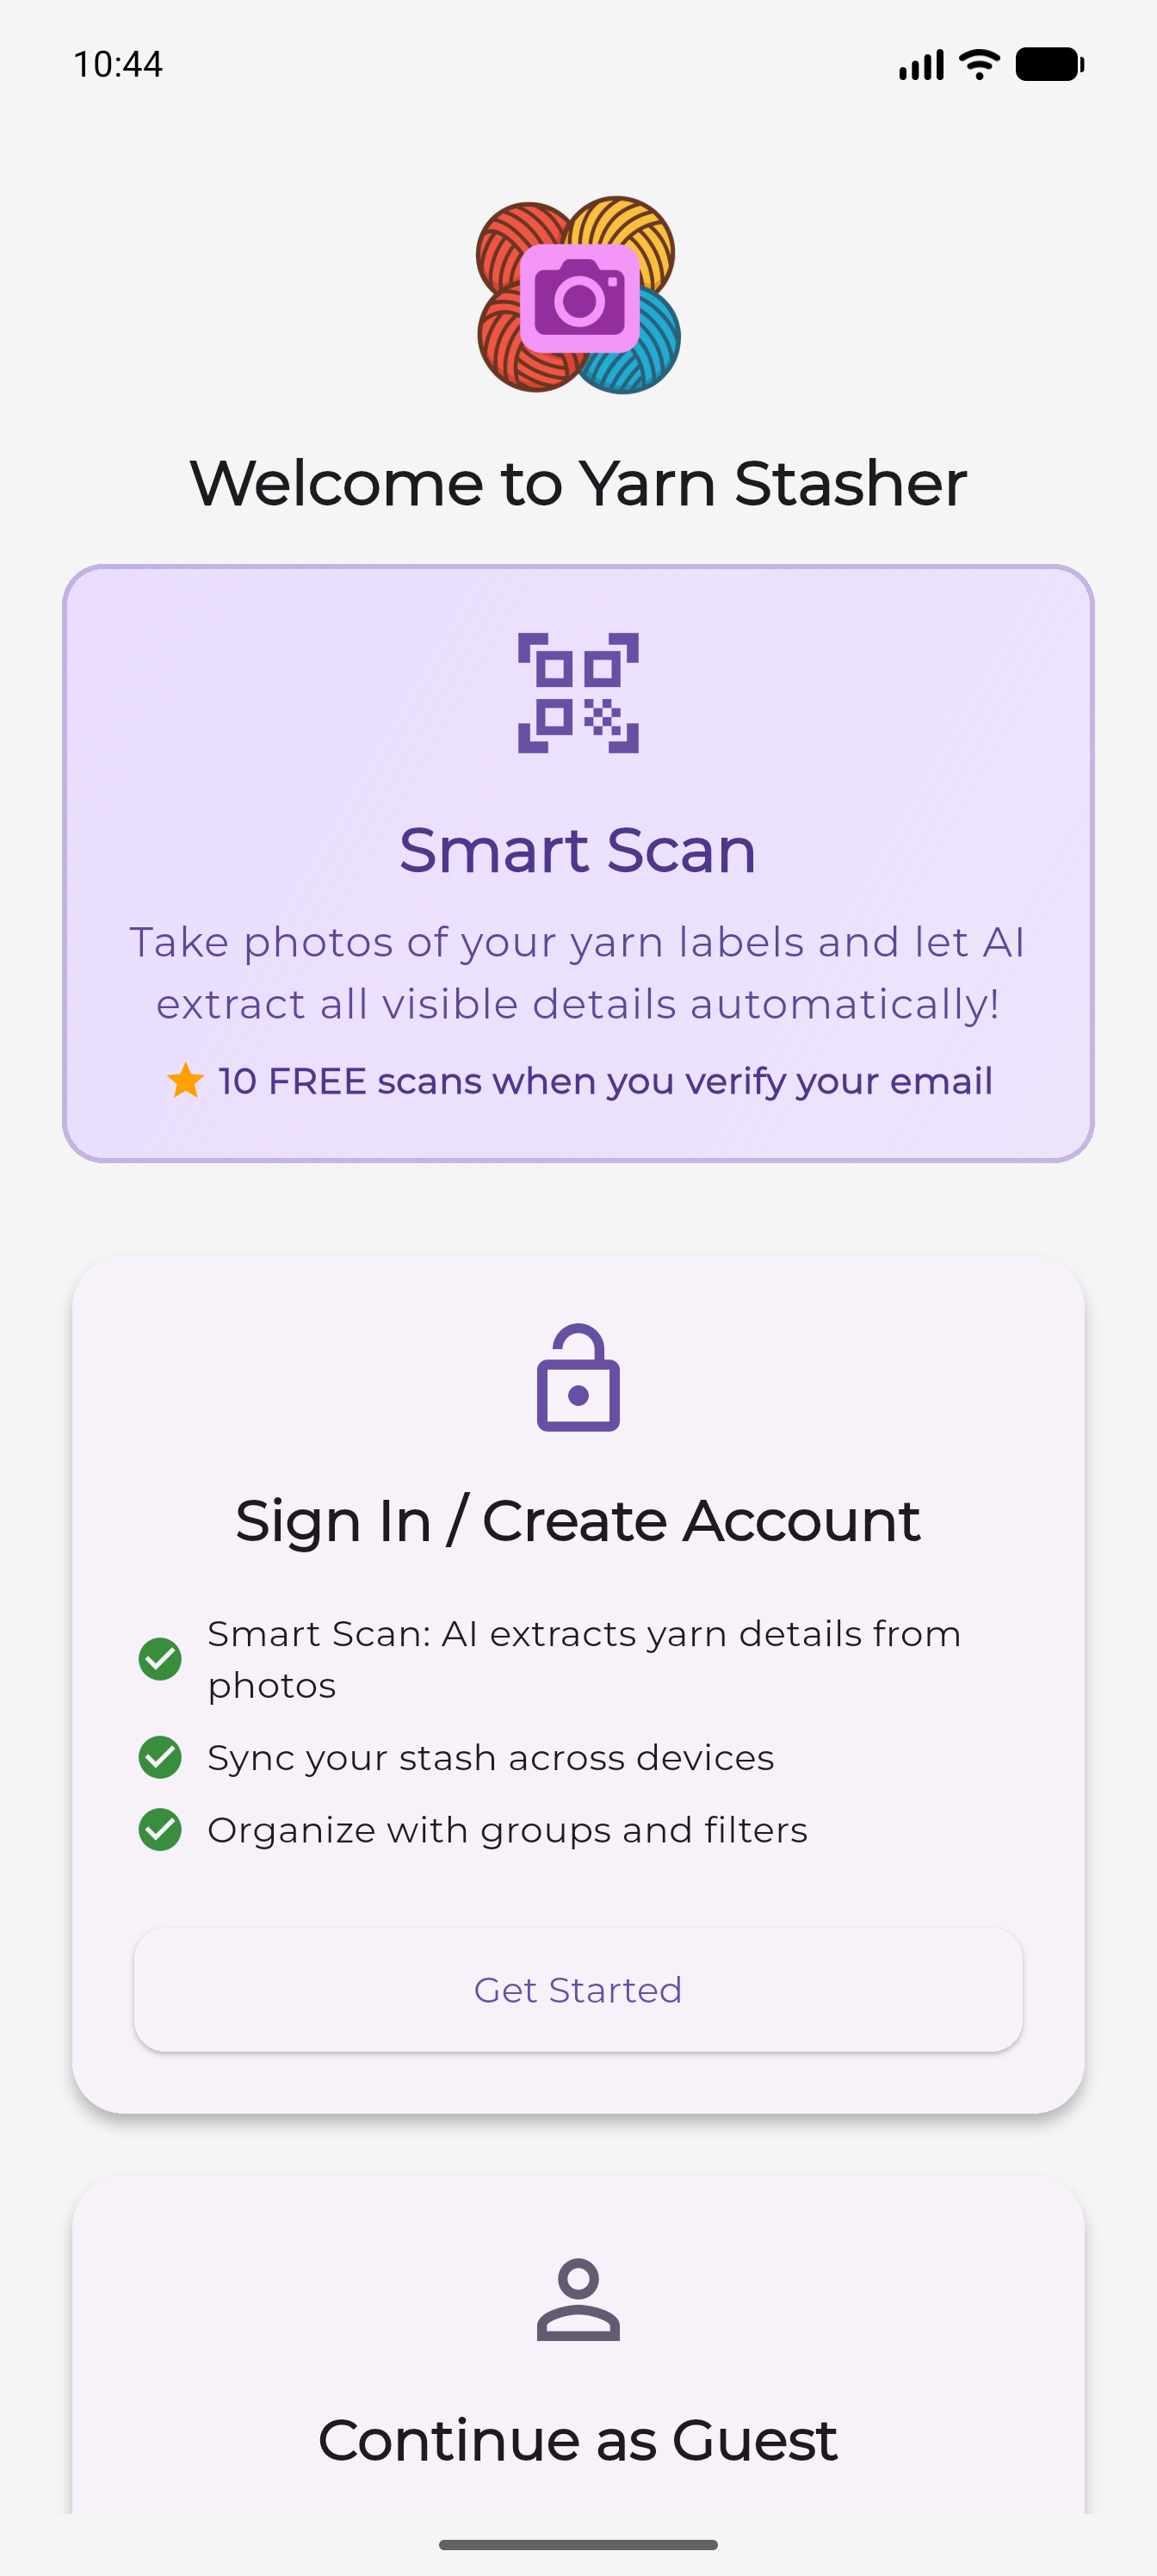 10:44
Welcome to Yarn Stasher
Smart Scan
Take photos of your yarn labels and let AI
extract all visible details automatically!
10 FREE scans when you verify your email
Sign In / Create Account
Smart Scan: AI extracts yarn details from
photos
Sync your stash across devices
Organize with groups and filters
Get Started
Continue as Guest